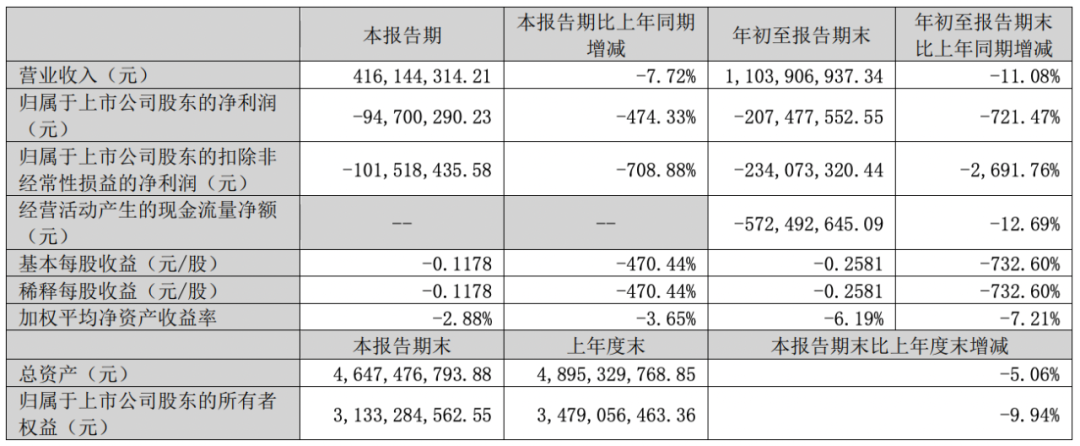 本报告期 本报告期比上年同期增减 年初至报告期末 年初至报告期末比上年同期增减
营业收入（元） 416,144,314.21 -7.72% 1,103,906,937.34 -11.08%
归属于上市公司股东的净利润（元） -94,700,290.23 -474.33% -207,477,552.55 -721.47%
归属于上市公司股东的扣除非经常性损益的净利润（元） -101,518,435.58 -708.88% -234,073,320.44 -2,691.76%
经营活动产生的现金流量净额（元） -- -- -572,492,645.09 -12.69%
基本每股收益（元/股） -0.1178 -470.44% -0.2581 -732.60%
稀释每股收益（元/股） -0.1178 -470.44% -0.2581 -732.60%
加权平均净资产收益率 -2.88% -3.65% -6.19% -7.21%
本报告期末 上年度末 本报告期末比上年度末增减
总资产（元） 4,647,476,793.88 4,895,329,768.85 -5.06%
归属于上市公司股东的所有者权益（元） 3,133,284,562.55 3,479,056,463.36 -9.94%